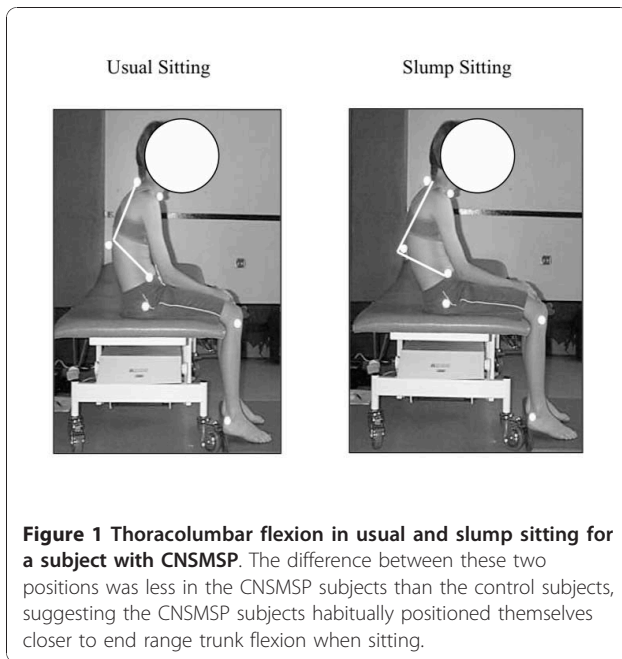 Usual Sitting
Slump Sitting
Figure 1 Thoracolumbar flexion in usual and slump sitting for
a subject with CNSMSP. The difference between these two
positions was less in the CNSMSP subjects than the control subjects,
suggesting the CNSMSP subjects habitually positioned themselves
closer to end range trunk flexion when sitting.